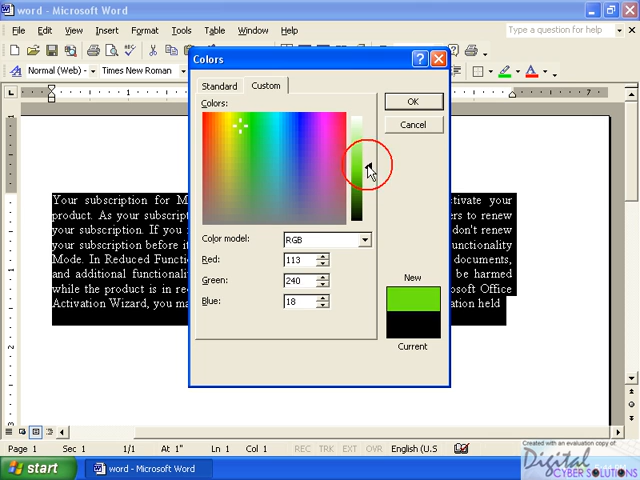 word - Microsoft Word
File Edit View Insert Format Tools Table Window Help
Type a question for help
Normal (Web) Times New Roman
Colors
Standard Custom
Colors:
OK
Cancel
Color model: RGB
Red: 113
Green: 240
Blue: 18
New
Current
Your subscription for M
product. As your subscript
your subscription. If you
your subscription before it
Mode. In Reduced Funct
and additional functionali
while the product is in re
Activation Wizard, you ma
ctivate your
ers to renew
don't renew
unctionality
documents,
be harmed
osoft Office
ation held
Page 1 Sec 1 1/1 At 1" Ln 1 Col 1 REC TRK EXT OVR English (U.S
start word - Microsoft Word
Created with an evaluation copy of
Digital
CYBER SOLUTIONS